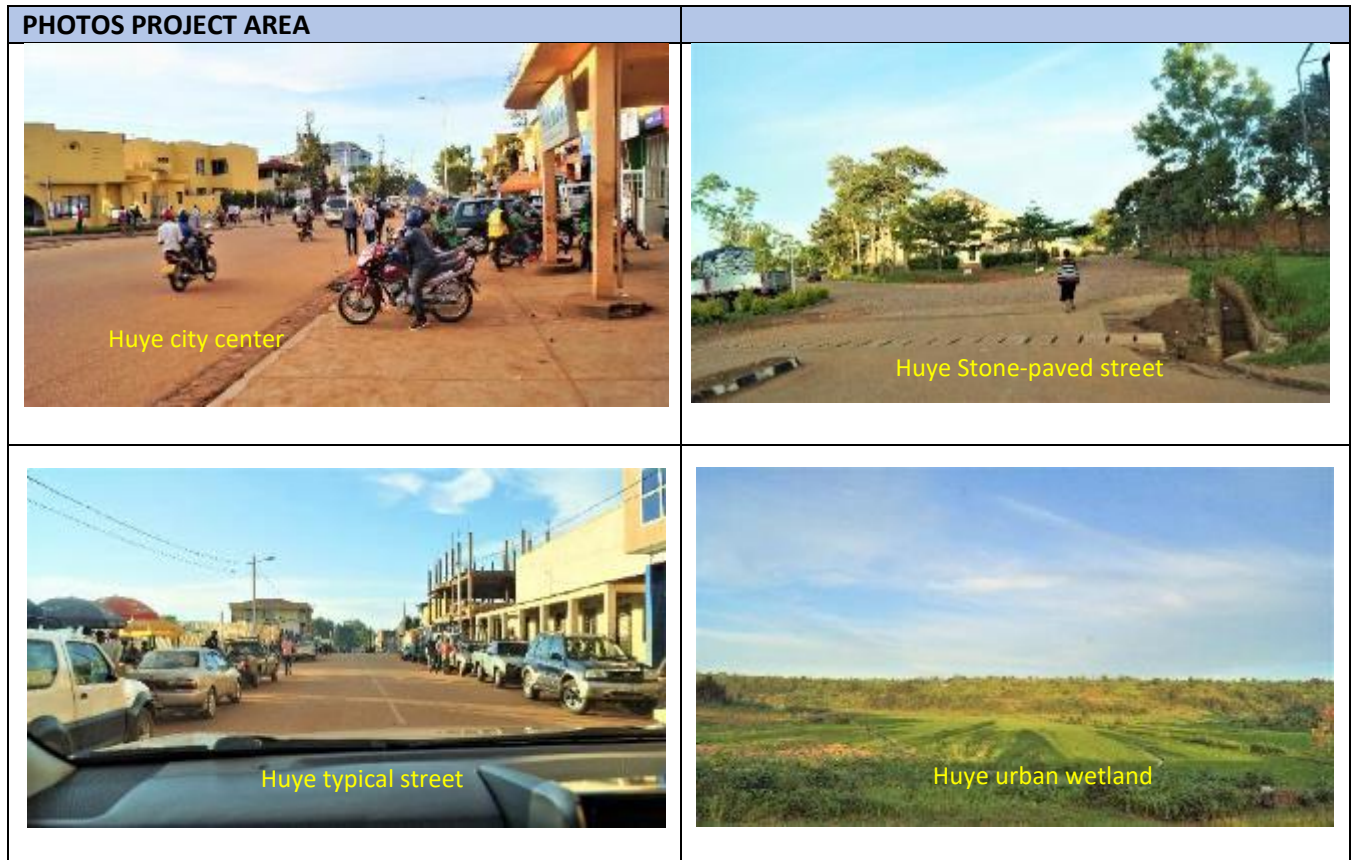 PHOTOS PROJECT AREA
Huye city center
Huye Stone-paved street
Huye typical street
Huye urban wetland